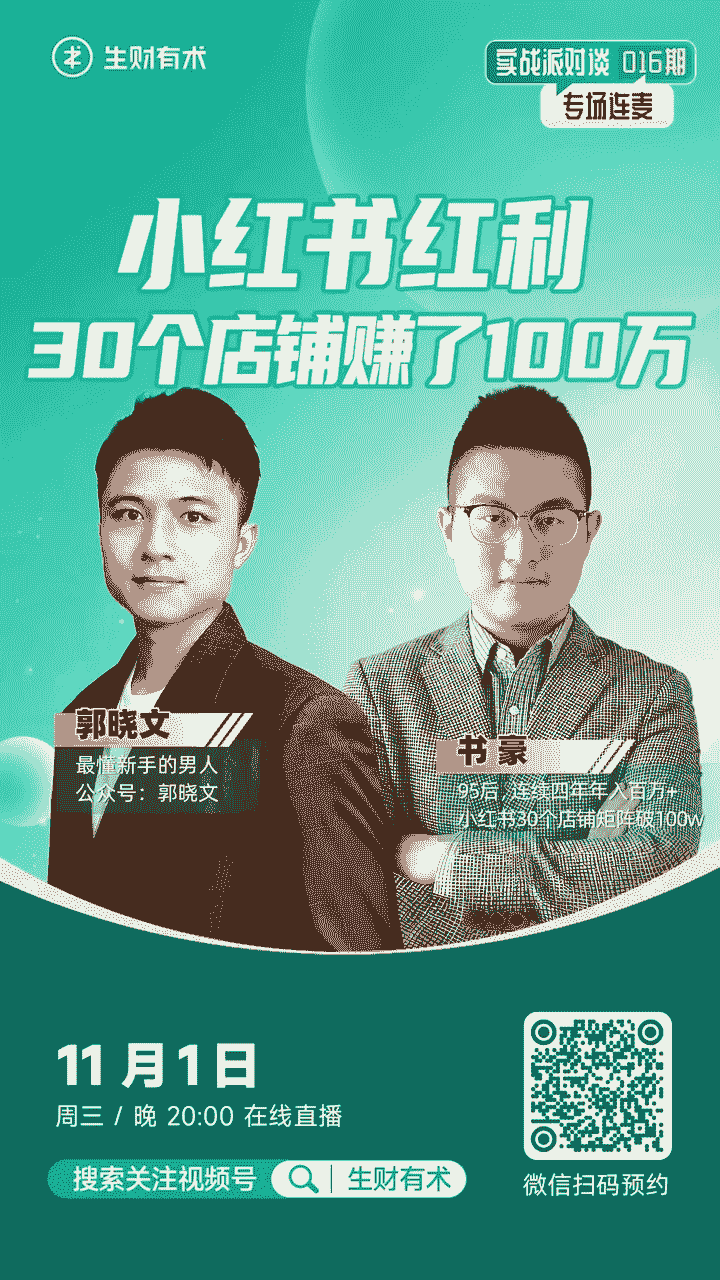 生财有术
实战派对谈 016期
专场连麦
小红书红利
30个店铺赚了100万
郭晓文
最懂新手的男人
公众号：郭晓文
书豪
95后，连续四年年入百万+
小红书30个店铺矩阵破100w
11月1日
周三 / 晚 20:00 在线直播
搜索关注视频号 生财有术
微信扫码预约